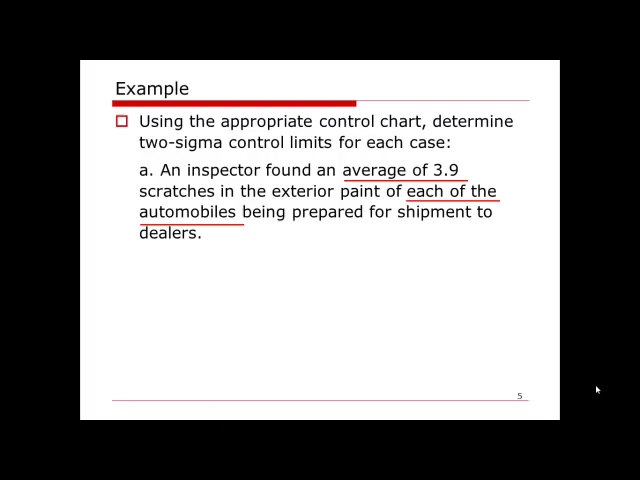 Example
Using the appropriate control chart, determine
two-sigma control limits for each case:
a. An inspector found an average of 3.9
scratches in the exterior paint of each of the
automobiles being prepared for shipment to
dealers.
5